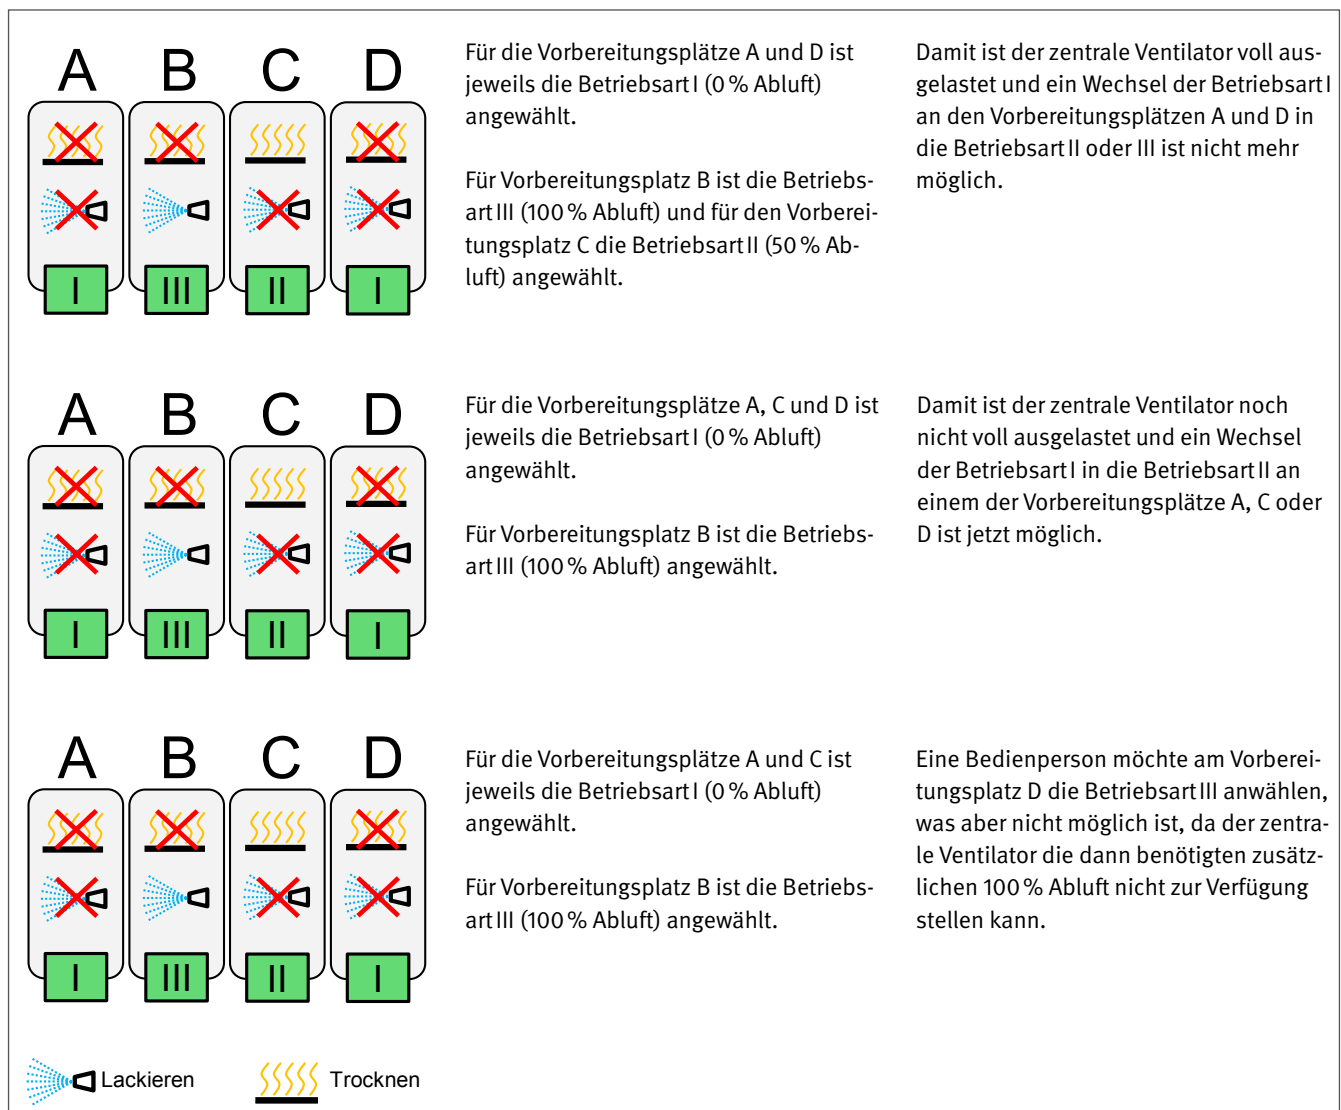 A B C D
I III II I
Für die Vorbereitungsplätze A und D ist
jeweils die Betriebsart I (0 % Abluft)
angewählt.
Für Vorbereitungsplatz B ist die Betriebs-
art III (100 % Abluft) und für den Vorberei-
tungsplatz C die Betriebsart II (50 % Ab-
luft) angewählt.
Damit ist der zentrale Ventilator voll aus-
gelastet und ein Wechsel der Betriebsart I
an den Vorbereitungsplätzen A und D in
die Betriebsart II oder III ist nicht mehr
möglich.
A B C D
I III II I
Für die Vorbereitungsplätze A, C und D ist
jeweils die Betriebsart I (0 % Abluft)
angewählt.
Für Vorbereitungsplatz B ist die Betriebs-
art III (100 % Abluft) angewählt.
Damit ist der zentrale Ventilator noch
nicht voll ausgelastet und ein Wechsel
der Betriebsart I in die Betriebsart II an
einem der Vorbereitungsplätze A, C oder
D ist jetzt möglich.
A B C D
I III II I
Für die Vorbereitungsplätze A und C ist
jeweils die Betriebsart I (0 % Abluft)
angewählt.
Für Vorbereitungsplatz B ist die Betriebs-
art III (100 % Abluft) angewählt.
Eine Bedienperson möchte am Vorberei-
tungsplatz D die Betriebsart III anwählen,
was aber nicht möglich ist, da der zentra-
le Ventilator die dann benötigten zusätz-
lichen 100 % Abluft nicht zur Verfügung
stellen kann.
Lackieren Trocknen